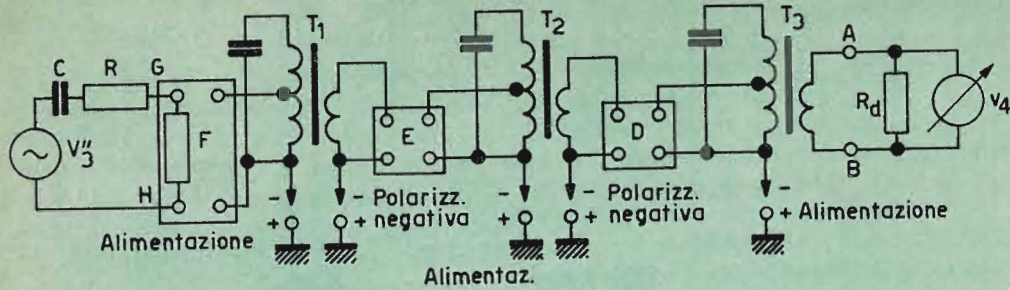 T1
T2
T3
C
R
G
A
F
E
D
Rd
V4
V"3
H
B
- Polarizz.
+ negativa
- Polarizz.
+ negativa
-
+
-
+
-
+ Alimentazione
Alimentazione
Alimentaz.